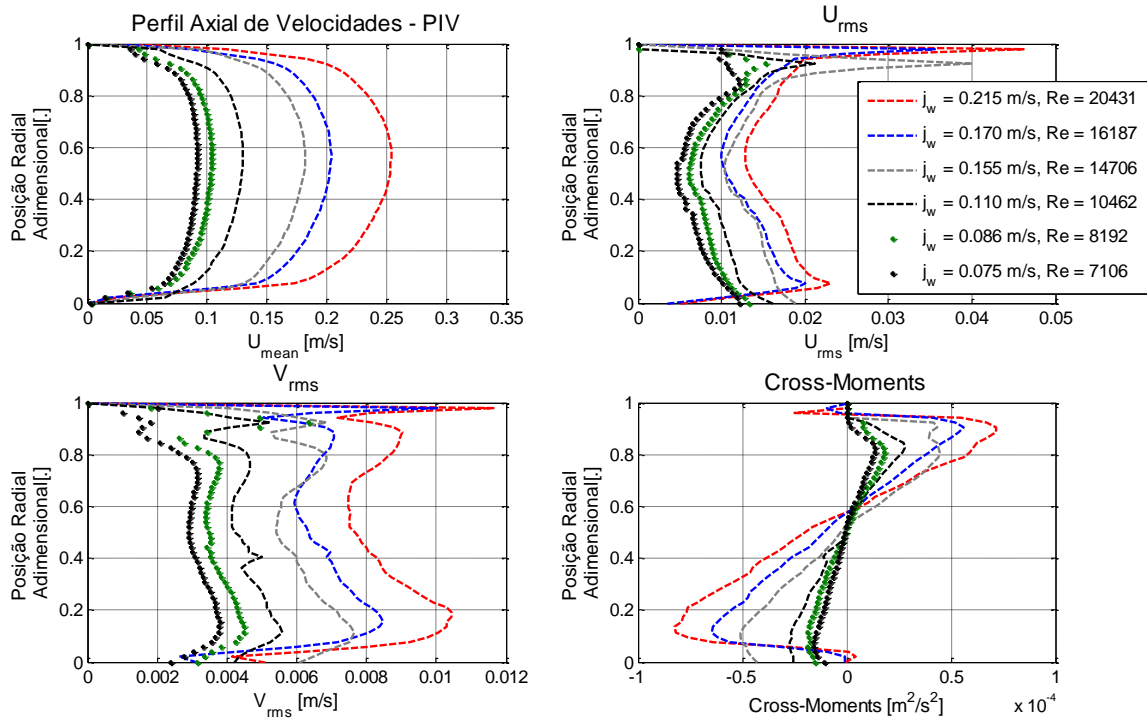 Perfil Axial de Velocidades - PIV
Posição Radial
Adimensional[.]
1
0.8
0.6
0.4
0.2
0
0
0.05
0.1
0.15
0.2
0.25
0.3
0.35
U_mean [m/s]
U_rms
Posição Radial
Adimensional[.]
1
0.8
0.6
0.4
0.2
0
0
0.01
0.02
0.03
0.04
0.05
U_rms [m/s]
j_w = 0.215 m/s, Re = 20431
j_w = 0.170 m/s, Re = 16187
j_w = 0.155 m/s, Re = 14706
j_w = 0.110 m/s, Re = 10462
j_w = 0.086 m/s, Re = 8192
j_w = 0.075 m/s, Re = 7106
V_rms
Posição Radial
Adimensional[.]
1
0.8
0.6
0.4
0.2
0
0
0.002
0.004
0.006
0.008
0.01
0.012
V_rms [m/s]
Cross-Moments
Posição Radial
Adimensional[.]
1
0.8
0.6
0.4
0.2
0
-1
-0.5
0
0.5
1
x 10^-4
Cross-Moments [m²/s²]